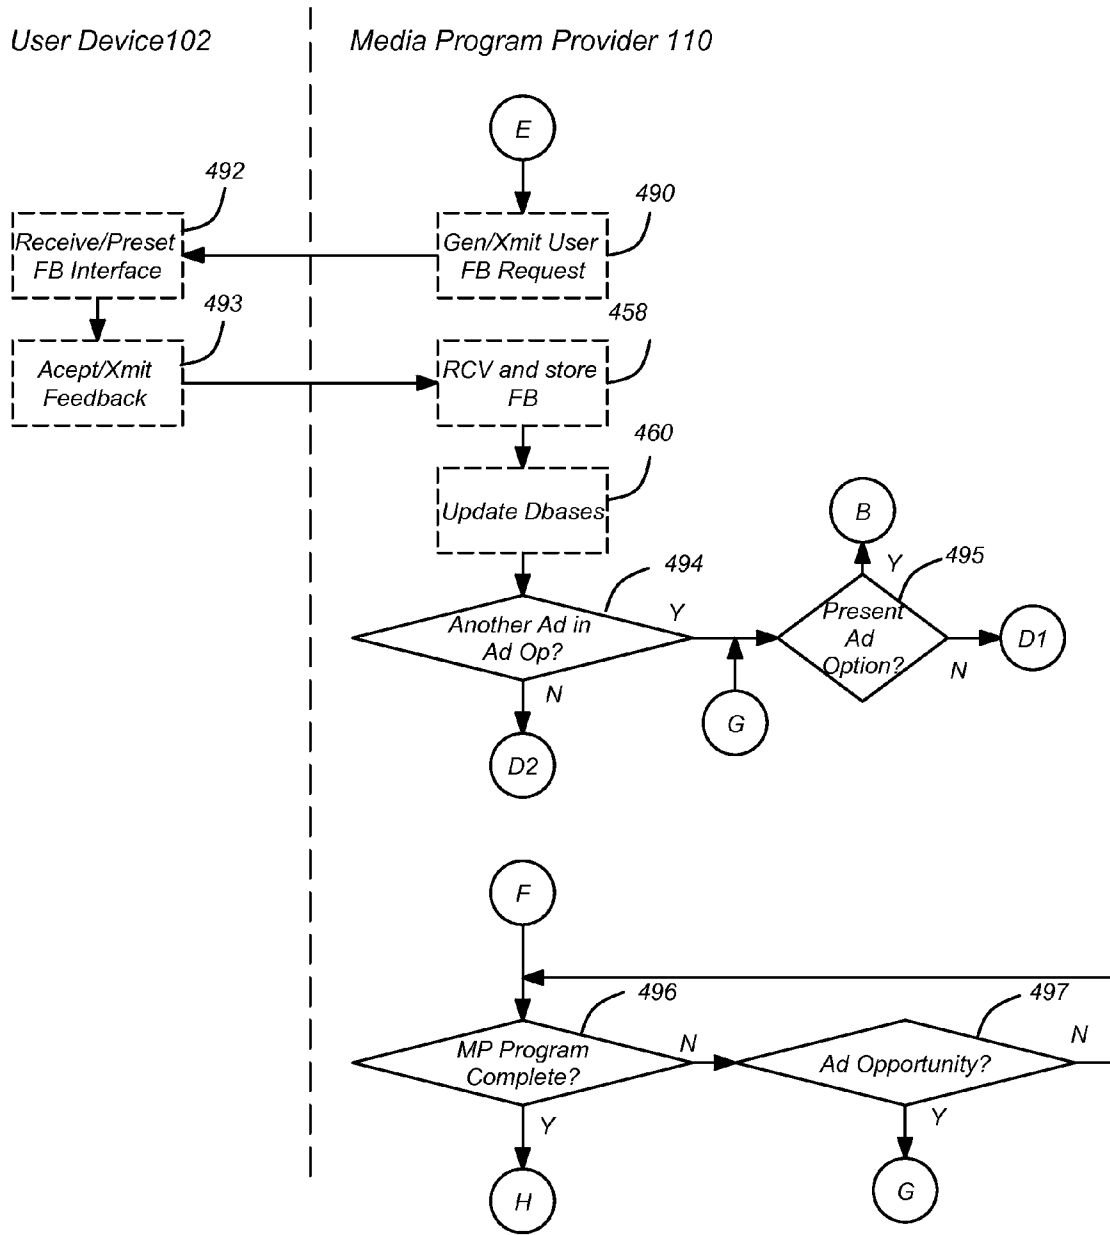 User Device102
Media Program Provider 110
E
492
490
Receive/Preset
FB Interface
Gen/Xmit User
FB Request
493
458
Acept/Xmit
Feedback
RCV and store
FB
460
Update Dbases
B
494
Y
495
Another Ad in
Ad Op?
Y
Present
Ad
Option?
D1
N
N
G
D2
F
496
497
MP Program
Complete?
N
Ad Opportunity?
N
Y
Y
H
G